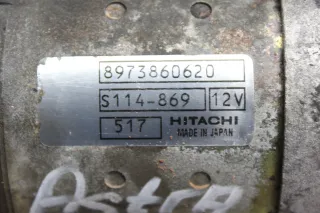 8973860620
S114-869 12V
517 HITACHI
MADE IN JAPAN
Astra